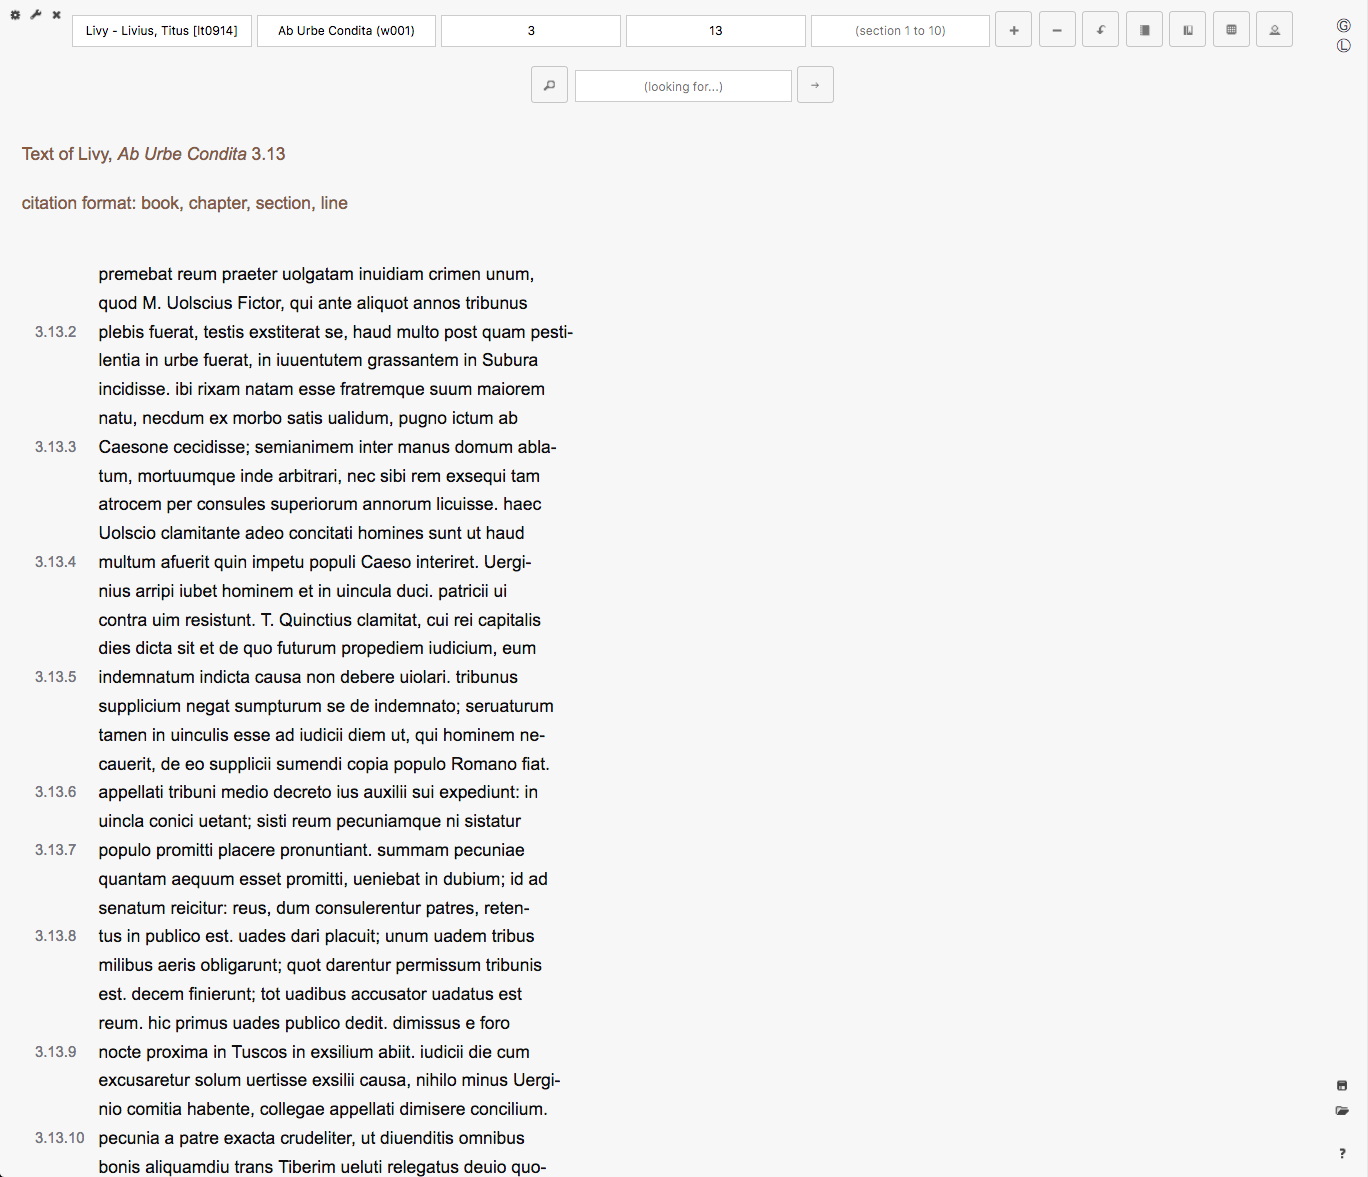 Livy - Livius, Titus [lt0914] Ab Urbe Condita (w001) 3 13 (section 1 to 10)
G
L
(looking for...)
Text of Livy, Ab Urbe Condita 3.13
citation format: book, chapter, section, line
premebat reum praeter uolgatam inuidiam crimen unum,
quod M. Uolscius Fictor, qui ante aliquot annos tribunus
3.13.2 plebis fuerat, testis exstiterat se, haud multo post quam pesti-
lentia in urbe fuerat, in iuuentutem grassantem in Subura
incidisse. ibi rixam natam esse fratremque suum maiorem
natu, necdum ex morbo satis ualidum, pugno ictum ab
3.13.3 Caesone cecidisse; semianimem inter manus domum abla-
tum, mortuumque inde arbitrari, nec sibi rem exsequi tam
atrocem per consules superiorum annorum licuisse. haec
Uolscio clamitante adeo concitati homines sunt ut haud
3.13.4 multum afuerit quin impetu populi Caeso interiret. Uergi-
nius arripi iubet hominem et in uincula duci. patricii ui
contra uim resistunt. T. Quinctius clamitat, cui rei capitalis
dies dicta sit et de quo futurum propediem iudicium, eum
3.13.5 indemnatum indicta causa non debere uiolari. tribunus
supplicium negat sumpturum se de indemnato; seruaturum
tamen in uinculis esse ad iudicii diem ut, qui hominem ne-
cauerit, de eo supplicii sumendi copia populo Romano fiat.
3.13.6 appellati tribuni medio decreto ius auxilii sui expediunt: in
uincla conici uetant; sisti reum pecuniamque ni sistatur
3.13.7 populo promitti placere pronuntiant. summam pecuniae
quantam aequum esset promitti, ueniebat in dubium; id ad
senatum reicitur: reus, dum consulerentur patres, reten-
3.13.8 tus in publico est. uades dari placuit; unum uadem tribus
milibus aeris obligarunt; quot darentur permissum tribunis
est. decem finierunt; tot uadibus accusator uadatus est
reum. hic primus uades publico dedit. dimissus e foro
3.13.9 nocte proxima in Tuscos in exsilium abiit. iudicii die cum
excusaretur solum uertisse exsilii causa, nihilo minus Uergi-
nio comitia habente, collegae appellati dimisere concilium.
3.13.10 pecunia a patre exacta crudeliter, ut diuenditis omnibus
bonis aliquamdiu trans Tiberim ueluti relegatus deuio quo-
?